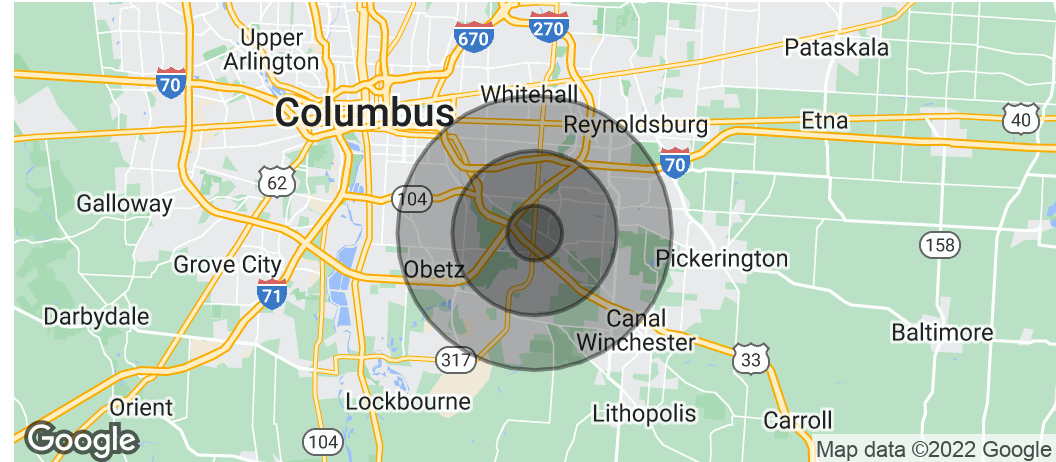 670
270
Upper
Arlington
Pataskala
70
Whitehall
Columbus
Reynoldsburg
Etna
40
70
62
104
Galloway
158
Pickerington
Grove City
Obetz
71
Darbydale
Canal
Winchester
Baltimore
317
33
Orient
Lockbourne
Lithopolis
Carroll
104
Google
Map data ©2022 Google